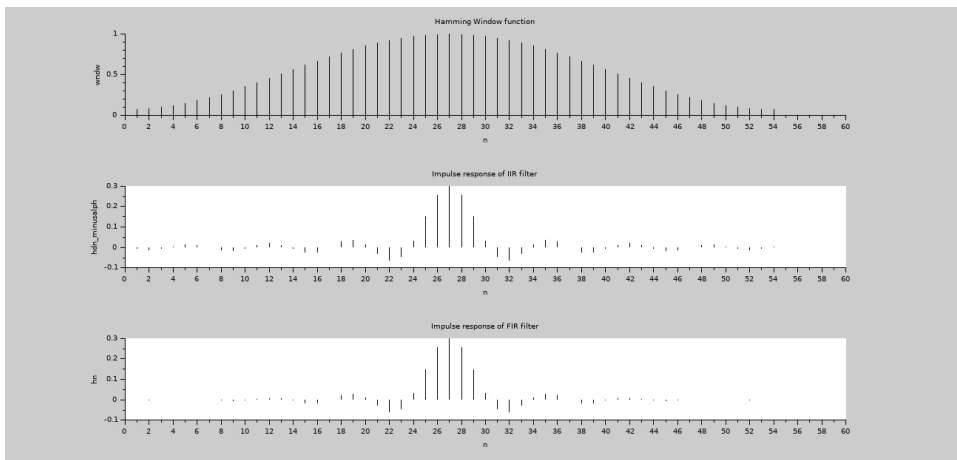 Hamming Window function
1
0.5
0
wndw
0 2 4 6 8 10 12 14 16 18 20 22 24 26 28 30 32 34 36 38 40 42 44 46 48 50 52 54 56 58 60
n
Impulse response of IIR filter
0.3
0.2
0.1
0
-0.1
hdn_minusalph
0 2 4 6 8 10 12 14 16 18 20 22 24 26 28 30 32 34 36 38 40 42 44 46 48 50 52 54 56 58 60
n
Impulse response of FIR filter
0.3
0.2
0.1
0
-0.1
hn
0 2 4 6 8 10 12 14 16 18 20 22 24 26 28 30 32 34 36 38 40 42 44 46 48 50 52 54 56 58 60
n